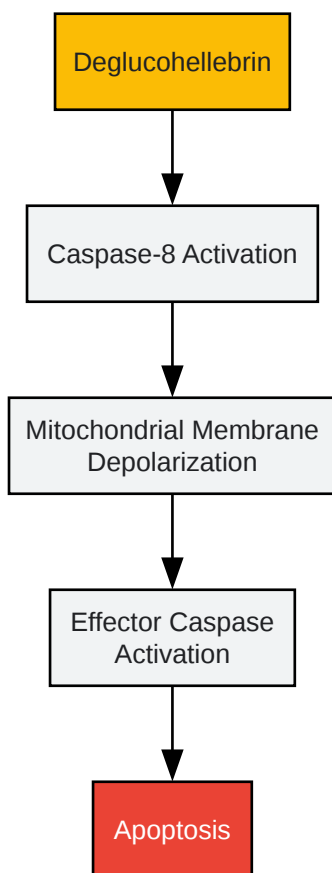 Deglucohellebrin
Caspase-8 Activation
Mitochondrial Membrane
Depolarization
Effector Caspase
Activation
Apoptosis